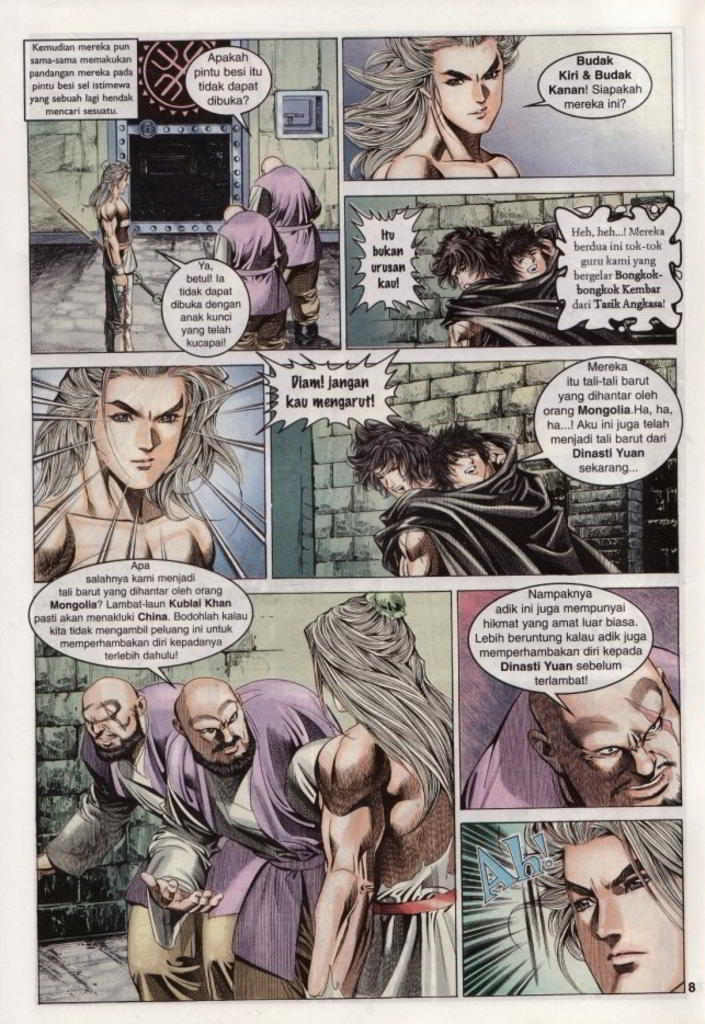 Kemudian mereka pun
sama-sama memakukan
pandangan mereka pada
pintu besi sel istimewa
yang sebuah lagi hendak
mencari sesuatu.
Apakah
pintu besi itu
tidak dapat
dibuka?
Ya,
betul! Ia
tidak dapat
dibuka dengan
anak kunci
yang telah
kucapai!
Budak
Kiri & Budak
Kanan! Siapakah
mereka ini?
Itu
bukan
urusan
kau!
Heh, heh...! Mereka
berdua ini tok-tok
guru kami yang
bergelar Bongkok-
bongkok Kembar
dari Tasik Angkasa!
Diam! jangan
kau mengarut!
Mereka
itu tali-tali barut
yang dihantar oleh
orang Mongolia.Ha, ha,
ha...! Aku ini juga telah
menjadi tali barut dari
Dinasti Yuan
sekarang...
Apa
salahnya kami menjadi
tali barut yang dihantar oleh orang
Mongolia? Lambat-laun Kublai Khan
pasti akan menakluki China. Bodohlah kalau
kita tidak mengambil peluang ini untuk
memperhambakan diri kepadanya
terlebih dahulu!
Nampaknya
adik ini juga mempunyai
hikmat yang amat luar biasa.
Lebih beruntung kalau adik juga
memperhambakan diri kepada
Dinasti Yuan sebelum
terlambat!
Ah!
8